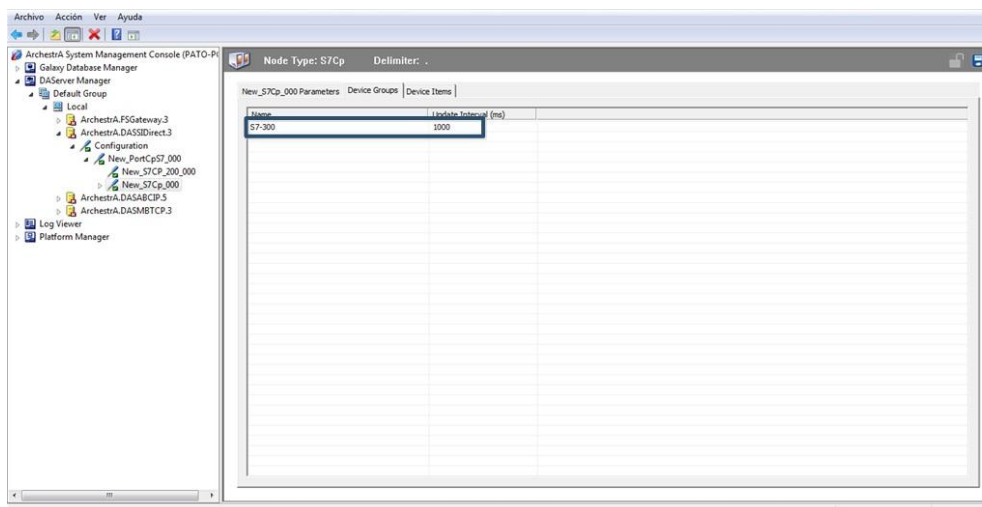 Archivo Acción Ver Ayuda
ArchestrA System Management Console (PATO-P
Galaxy Database Manager
DAServer Manager
Default Group
Local
ArchestrA.FSGateway.3
ArchestrA.DASSIDirect.3
Configuration
New_PortCpS7_000
New_S7CP_200_000
New_S7Cp_000
ArchestrA.DASABCIP.5
ArchestrA.DASMBTCP.3
Log Viewer
Platform Manager
Node Type: S7Cp Delimiter: .
New_S7Cp_000 Parameters Device Groups Device Items
Name Update Interval (ms)
S7-300 1000